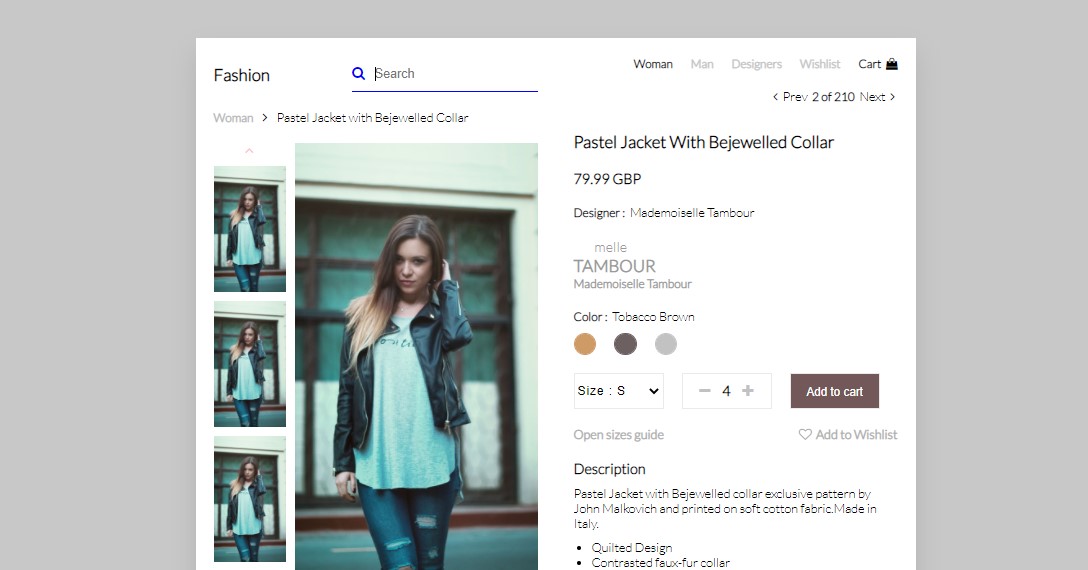 Fashion
Search
Woman Man Designers Wishlist Cart
Prev 2 of 210 Next
Woman Pastel Jacket with Bejewelled Collar
Pastel Jacket With Bejewelled Collar
79.99 GBP
Designer : Mademoiselle Tambour
melle
TAMBOUR
Mademoiselle Tambour
Color : Tobacco Brown
Size : S 4 Add to cart
Open sizes guide Add to Wishlist
Description
Pastel Jacket with Bejewelled collar exclusive pattern by
John Malkovich and printed on soft cotton fabric.Made in
Italy.
Quilted Design
Contrasted faux-fur collar